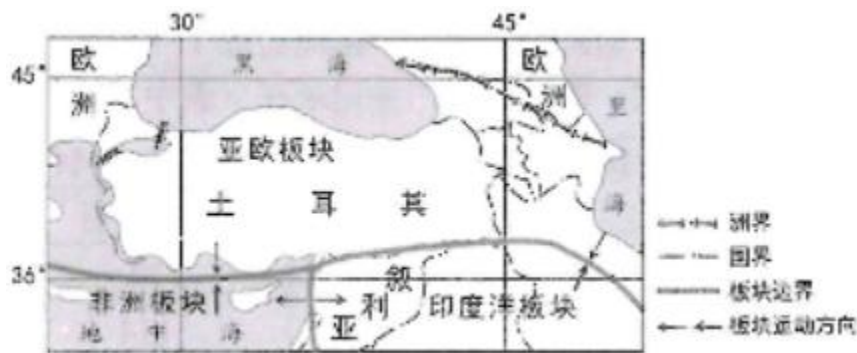 30° 45°
欧 黑 海 欧
45°
洲 洲 里
亚欧板块
土 耳 其 海
洲界
国界
36° 叙
非洲板块 利 印度洋板块 板块边界
地 中 海 亚 板块运动方向